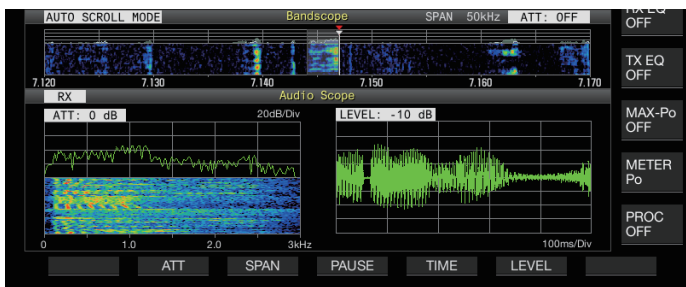 AUTO SCROLL MODE Bandscope SPAN 50kHz ATT: OFF
RX EQ
OFF
7.120 7.130 7.140 7.150 7.160 7.170
TX EQ
OFF
RX Audio Scope
ATT: 0 dB 20dB/Div LEVEL: -10 dB
MAX-Po
OFF
METER
Po
PROC
OFF
0 1.0 2.0 3kHz 100ms/Div
ATT SPAN PAUSE TIME LEVEL